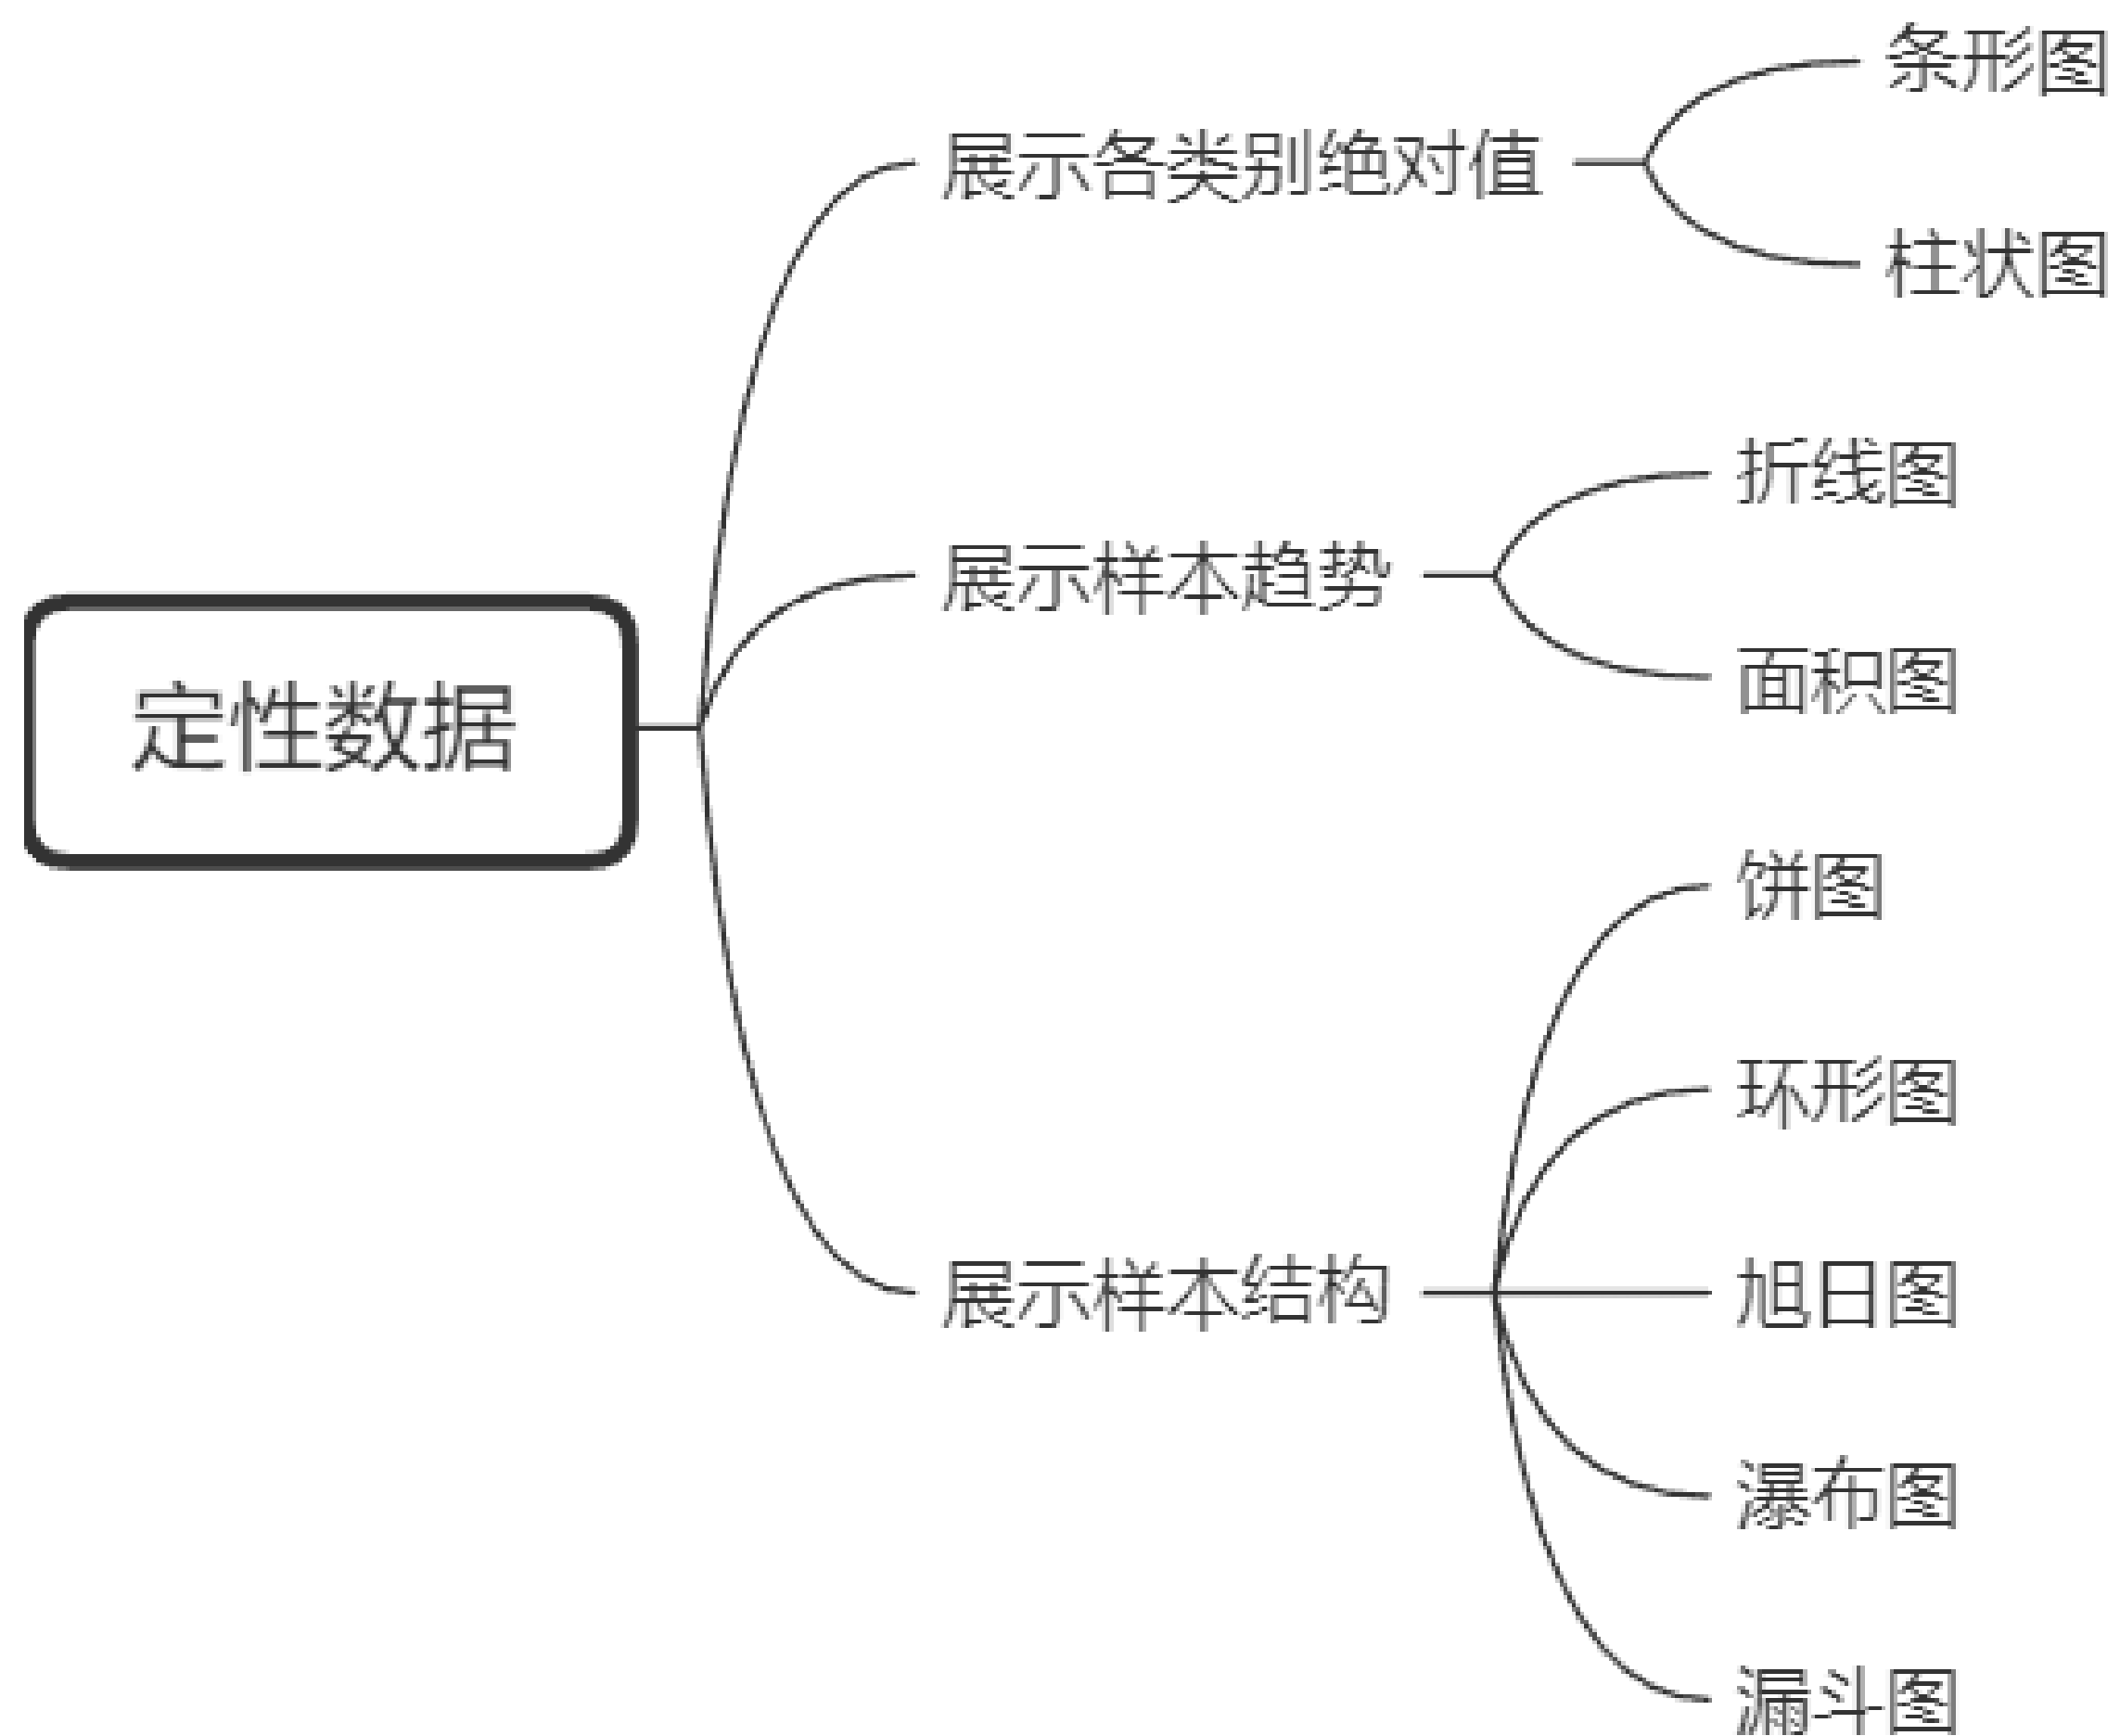 定性数据
展示各类别绝对值
条形图
柱状图
展示样本趋势
折线图
面积图
展示样本结构
饼图
环形图
旭日图
瀑布图
漏斗图